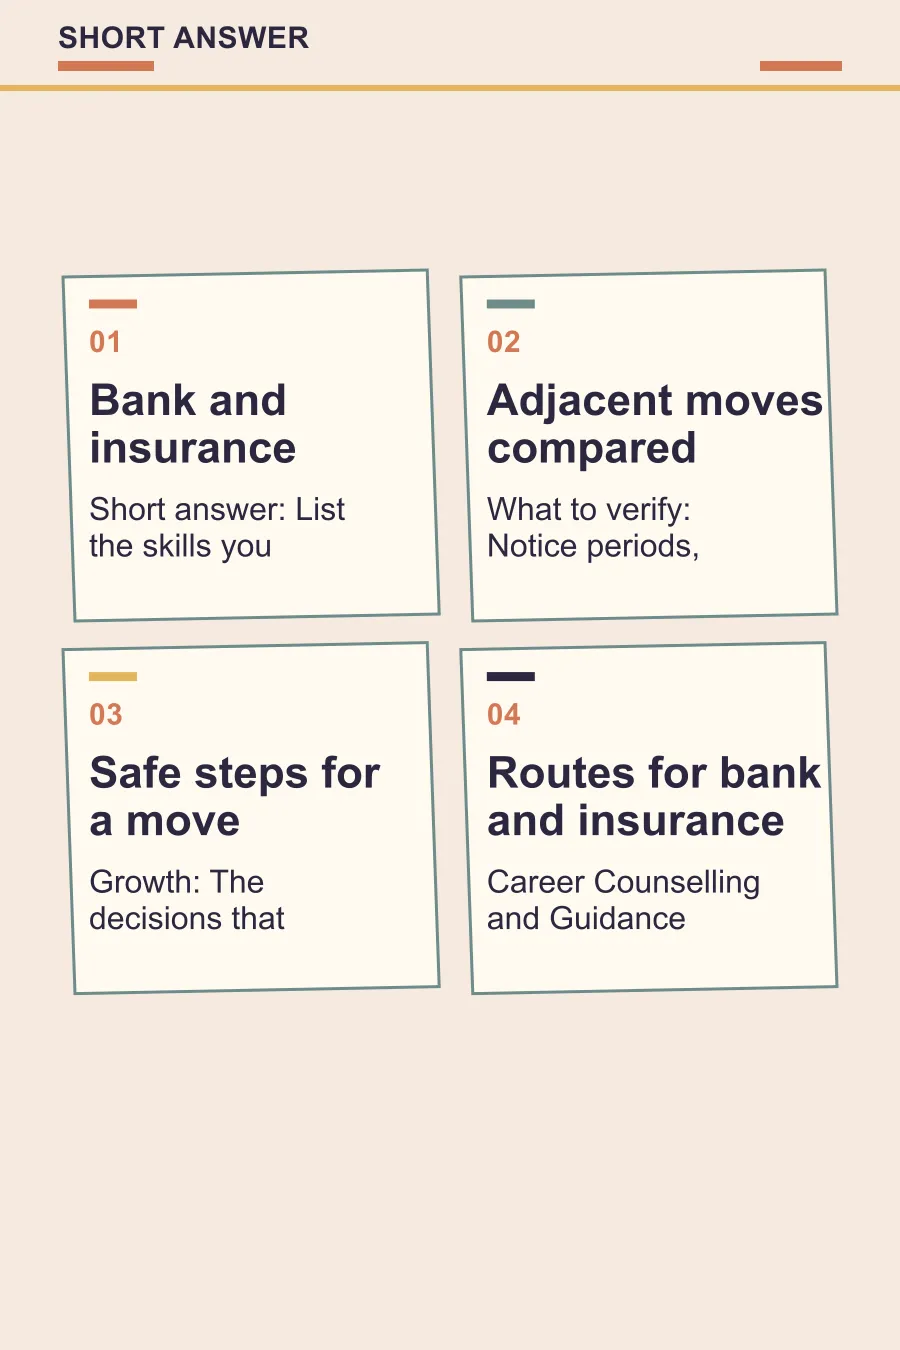 SHORT ANSWER
01
Bank and
insurance
Short answer: List
the skills you
02
Adjacent moves
compared
What to verify:
Notice periods,
03
Safe steps for
a move
Growth: The
decisions that
04
Routes for bank
and insurance
Career Counselling
and Guidance